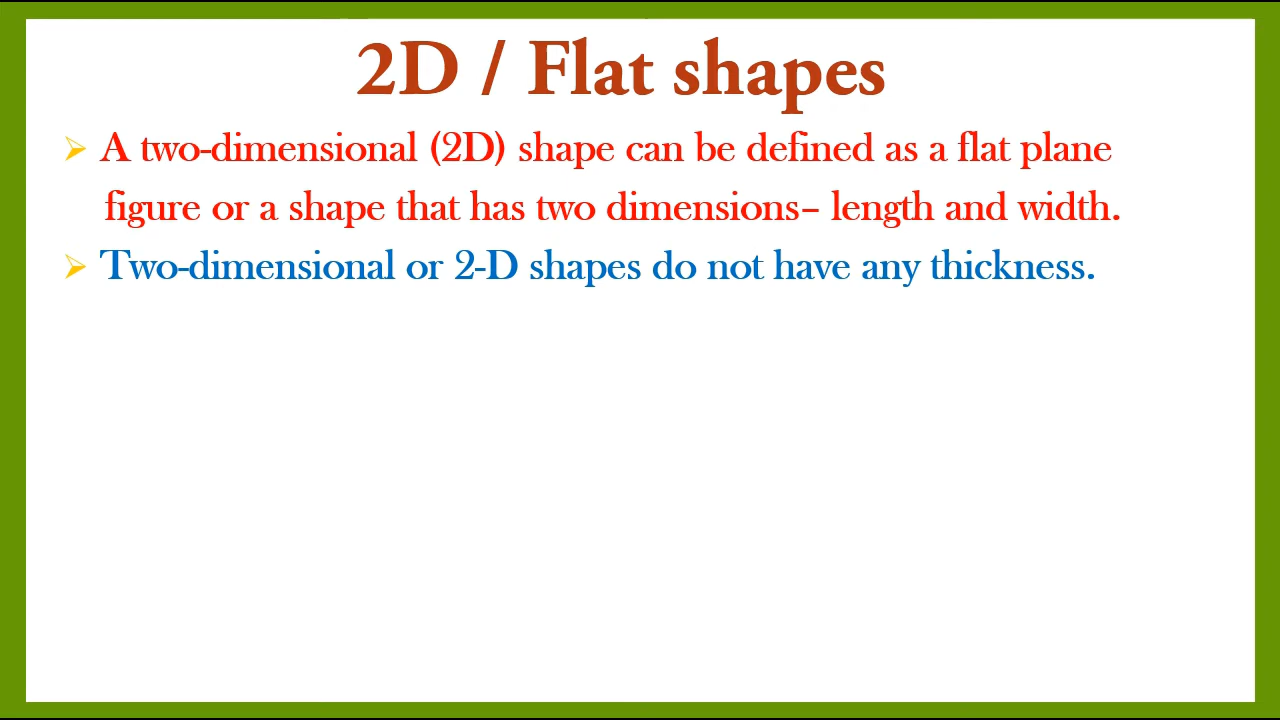 2D / Flat shapes
A two-dimensional (2D) shape can be defined as a flat plane
figure or a shape that has two dimensions– length and width.
Two-dimensional or 2-D shapes do not have any thickness.